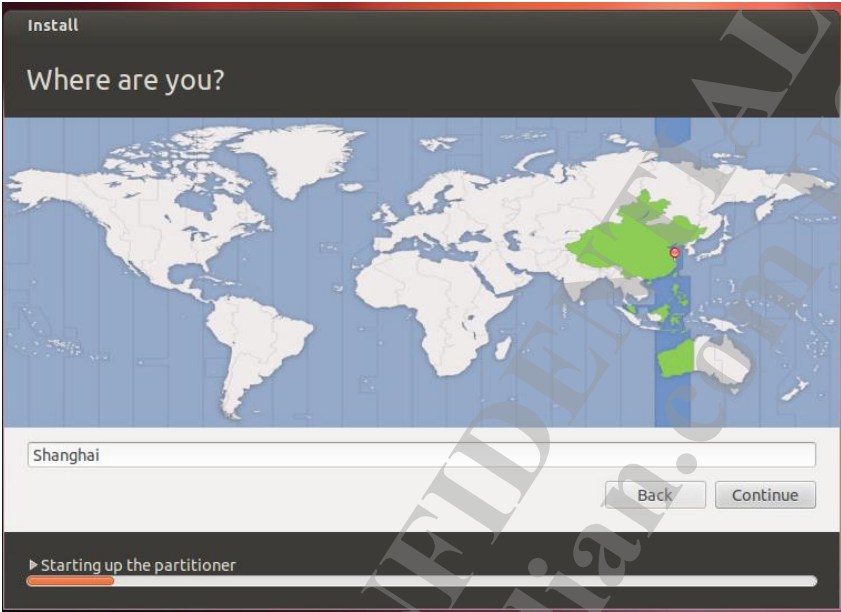 Install
Where are you?
Shanghai
Back Continue
Starting up the partitioner